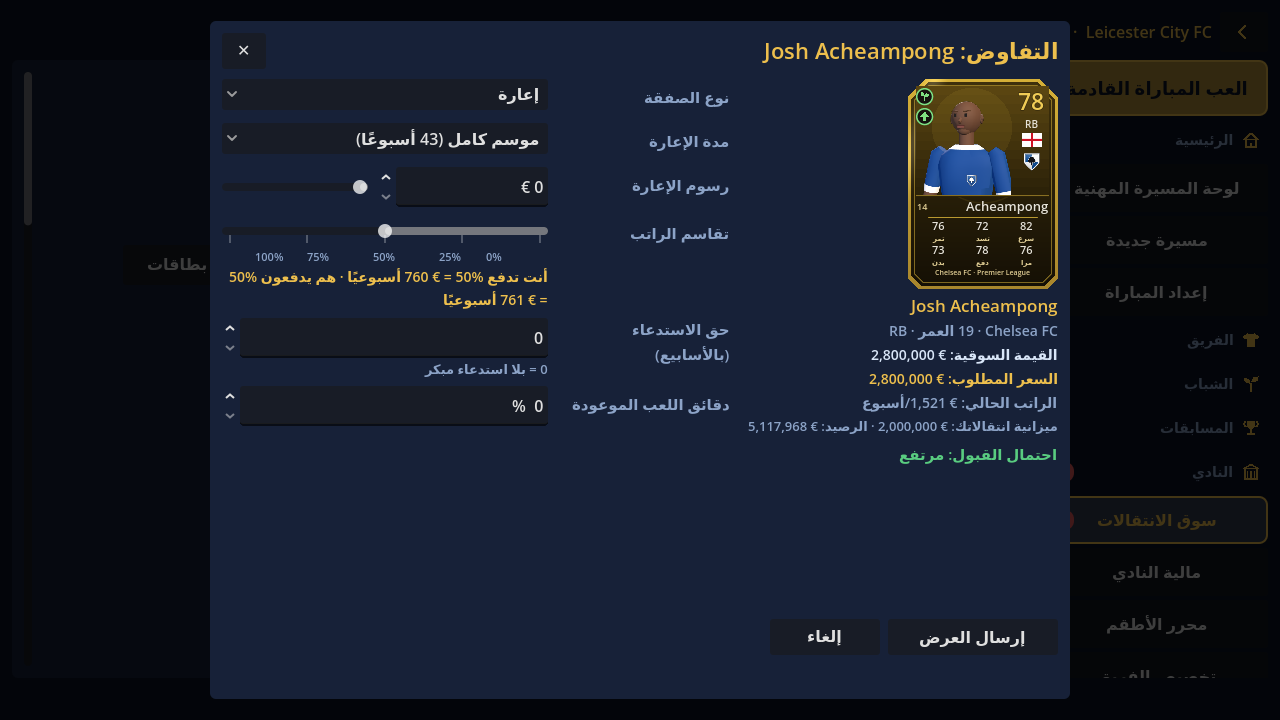 Leicester City FC ·
العب المباراة القادمة
الرئيسية
لوحة المسيرة المهنية
مسيرة جديدة
إعداد المباراة
الفريق
الشباب
المسابقات
النادي
سوق الانتقالات
مالية النادي
محرر الأطقم
بطاقات
التفاوض: Josh Acheampong
×
78
RB
14
Acheampong
82 72 76
سرع تسد تمر
76 78 73
مرا دفع بدن
Chelsea FC · Premier League
Josh Acheampong
RB · العمر 19 · Chelsea FC
القيمة السوقية: € 2,800,000
السعر المطلوب: € 2,800,000
الراتب الحالي: € 1,521/أسبوع
ميزانية انتقالاتك: € 2,000,000 · الرصيد: € 5,117,968
احتمال القبول: مرتفع
نوع الصفقة
إعارة
مدة الإعارة
موسم كامل (43 أسبوعًا)
رسوم الإعارة
€ 0
تقاسم الراتب
0% 25% 50% 75% 100%
أنت تدفع 50% = € 760 أسبوعيًا · هم يدفعون 50%
= € 761 أسبوعيًا
حق الاستدعاء
(بالأسابيع)
0
0 = بلا استدعاء مبكر
دقائق اللعب الموعودة
0 %
إرسال العرض
إلغاء